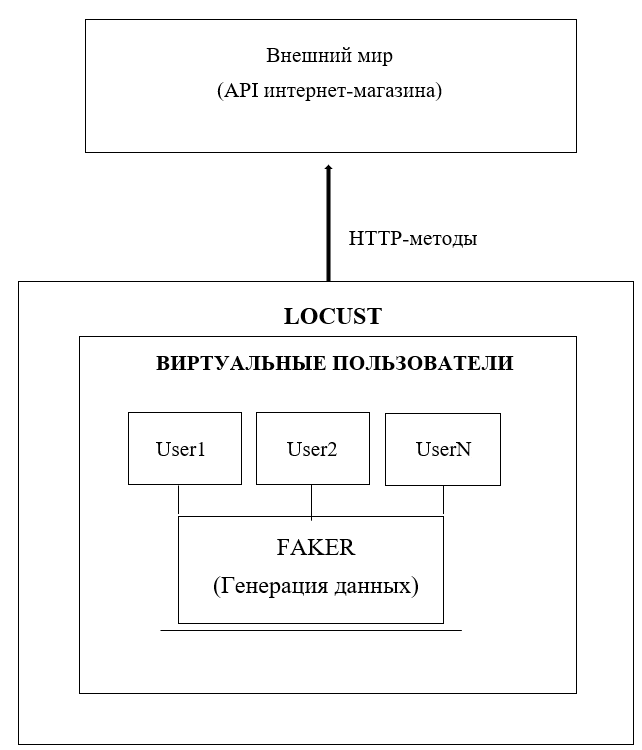 Внешний мир
(API интернет-магазина)
HTTP-методы
LOCUST
ВИРТУАЛЬНЫЕ ПОЛЬЗОВАТЕЛИ
User1
User2
UserN
FAKER
(Генерация данных)